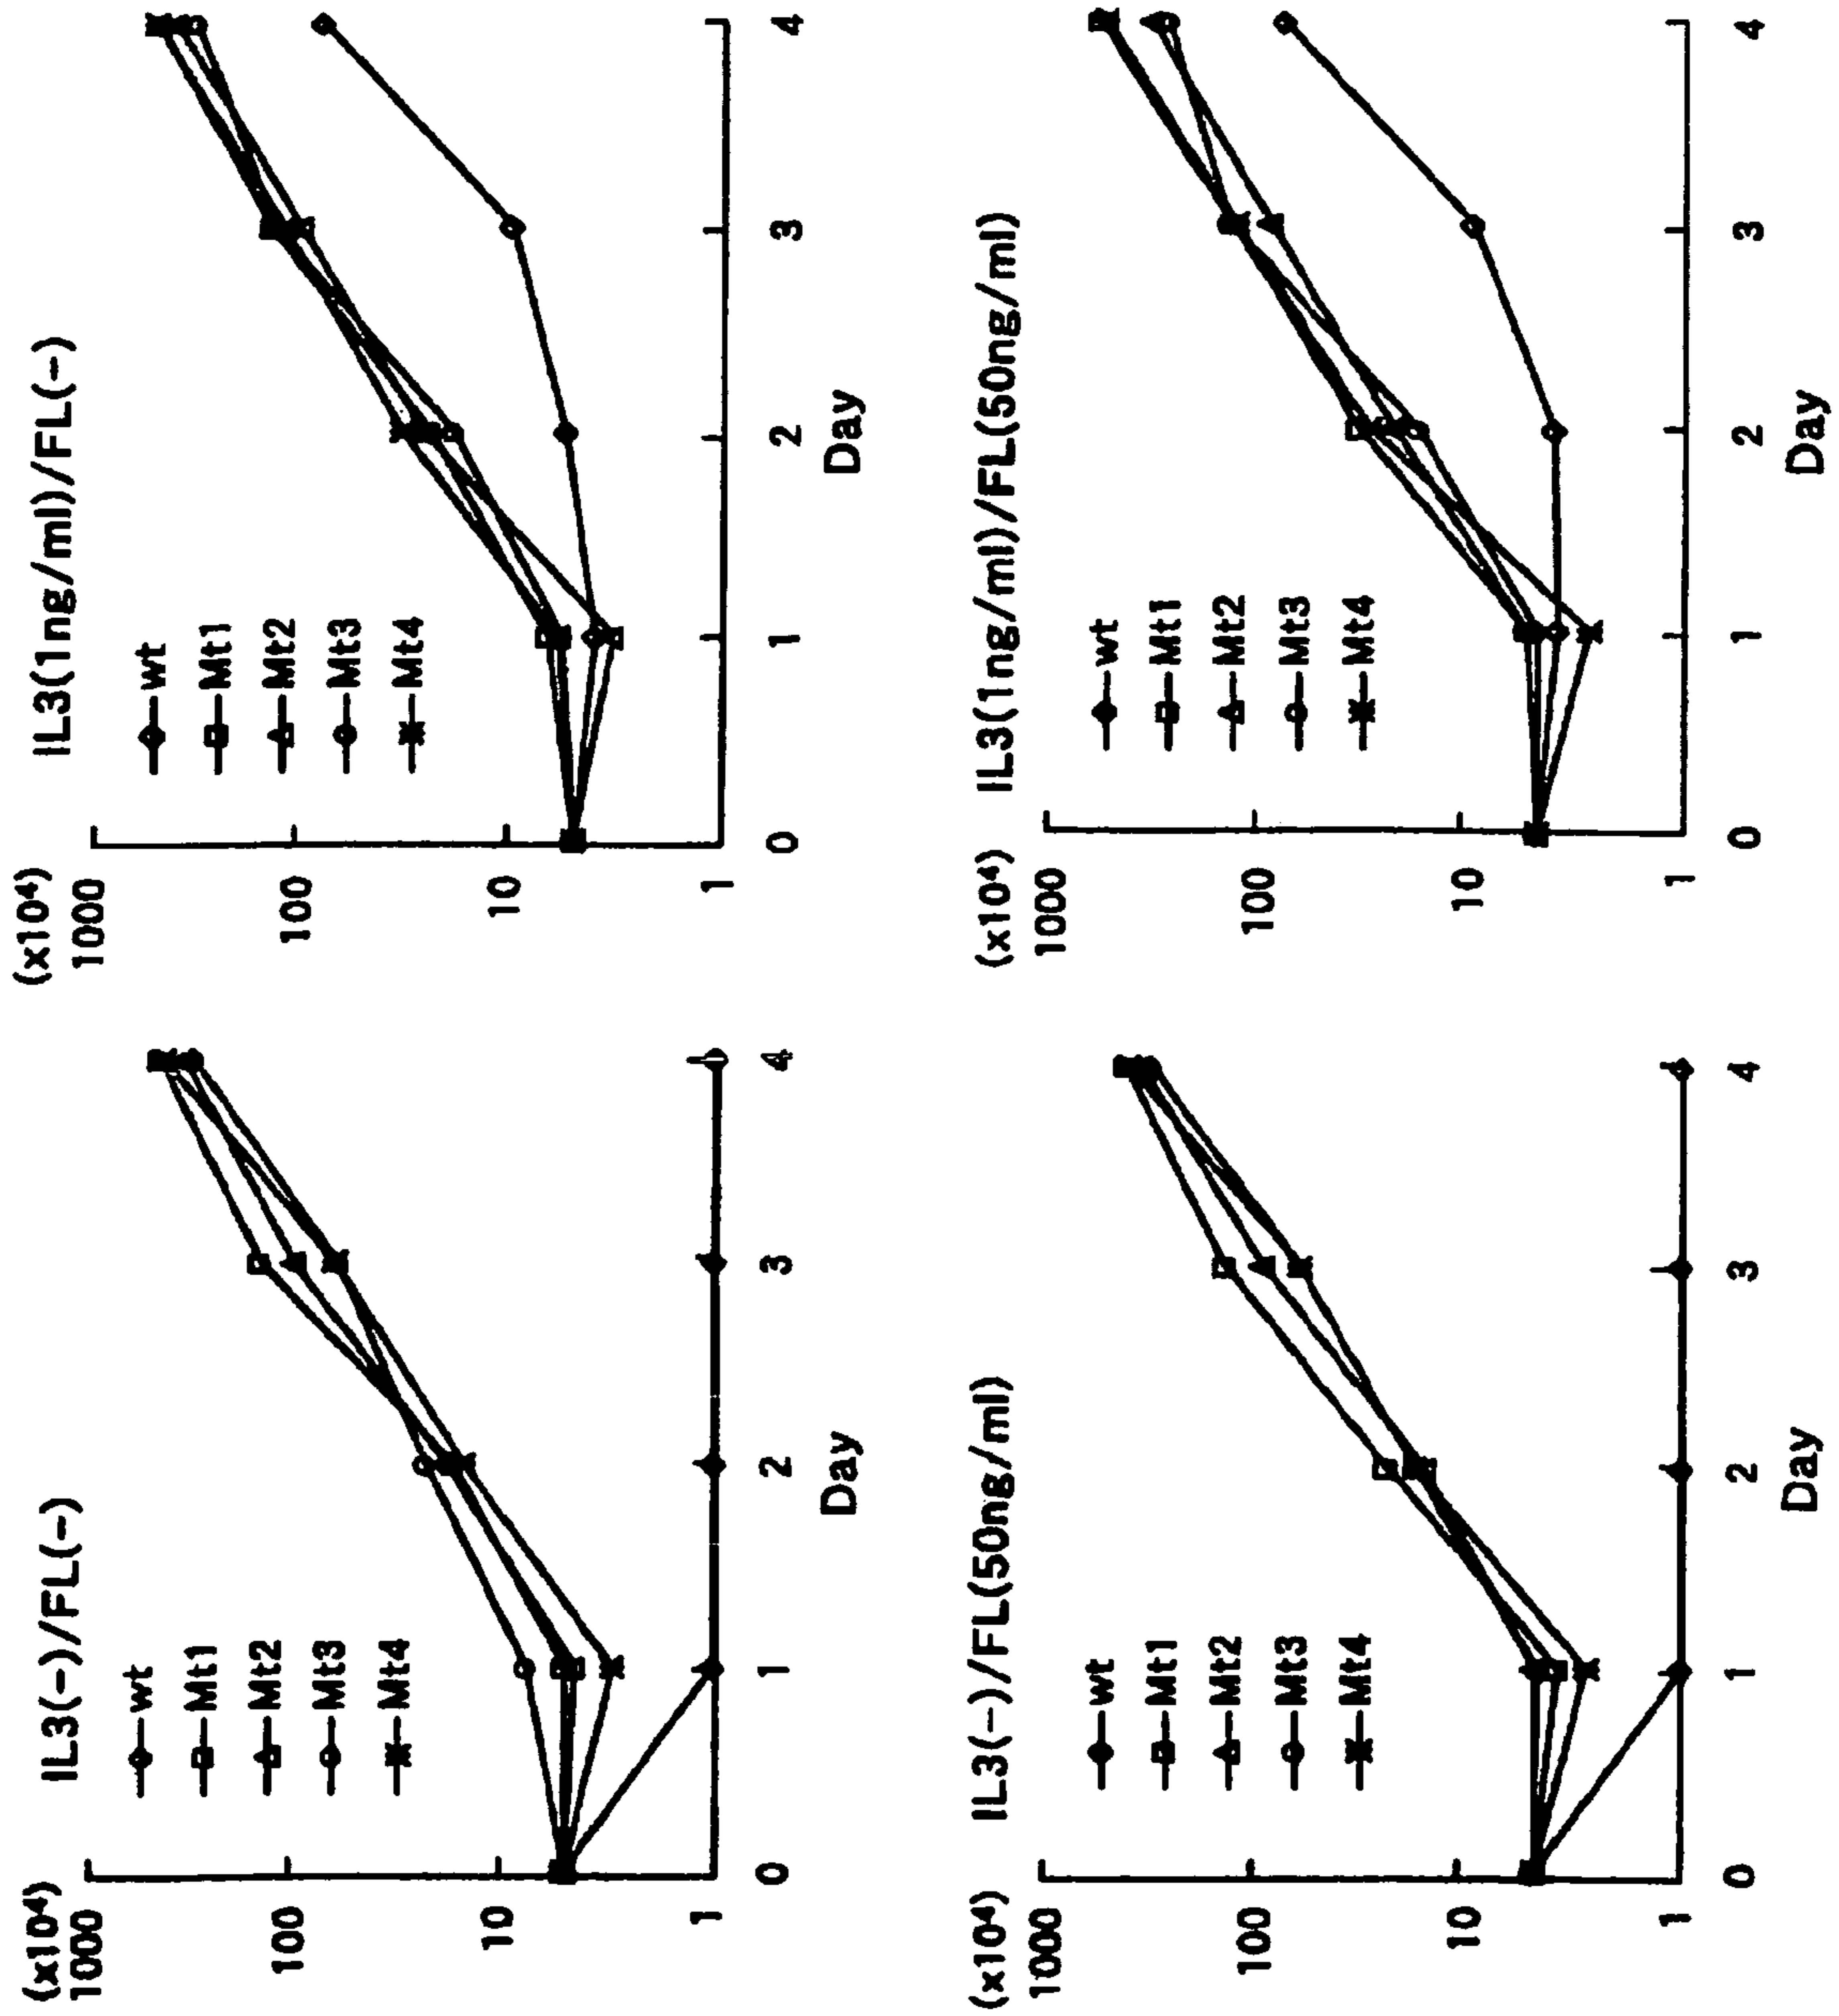 IL3(-)/FL(-)
(x10⁴)
1000
100
10
1
wt
Mt1
Mt2
Mt3
Mt4
0
1
2
3
4
Day
IL3(1ng/ml)/FL(-)
(x10⁴)
1000
100
10
1
wt
Mt1
Mt2
Mt3
Mt4
0
1
2
3
4
Day
IL3(-)/FL(50ng/ml)
(x10⁴)
1000
100
10
1
wt
Mt1
Mt2
Mt3
Mt4
0
1
2
3
4
Day
IL3(1ng/ml)/FL(50ng/ml)
(x10⁴)
1000
100
10
1
wt
Mt1
Mt2
Mt3
Mt4
0
1
2
3
4
Day